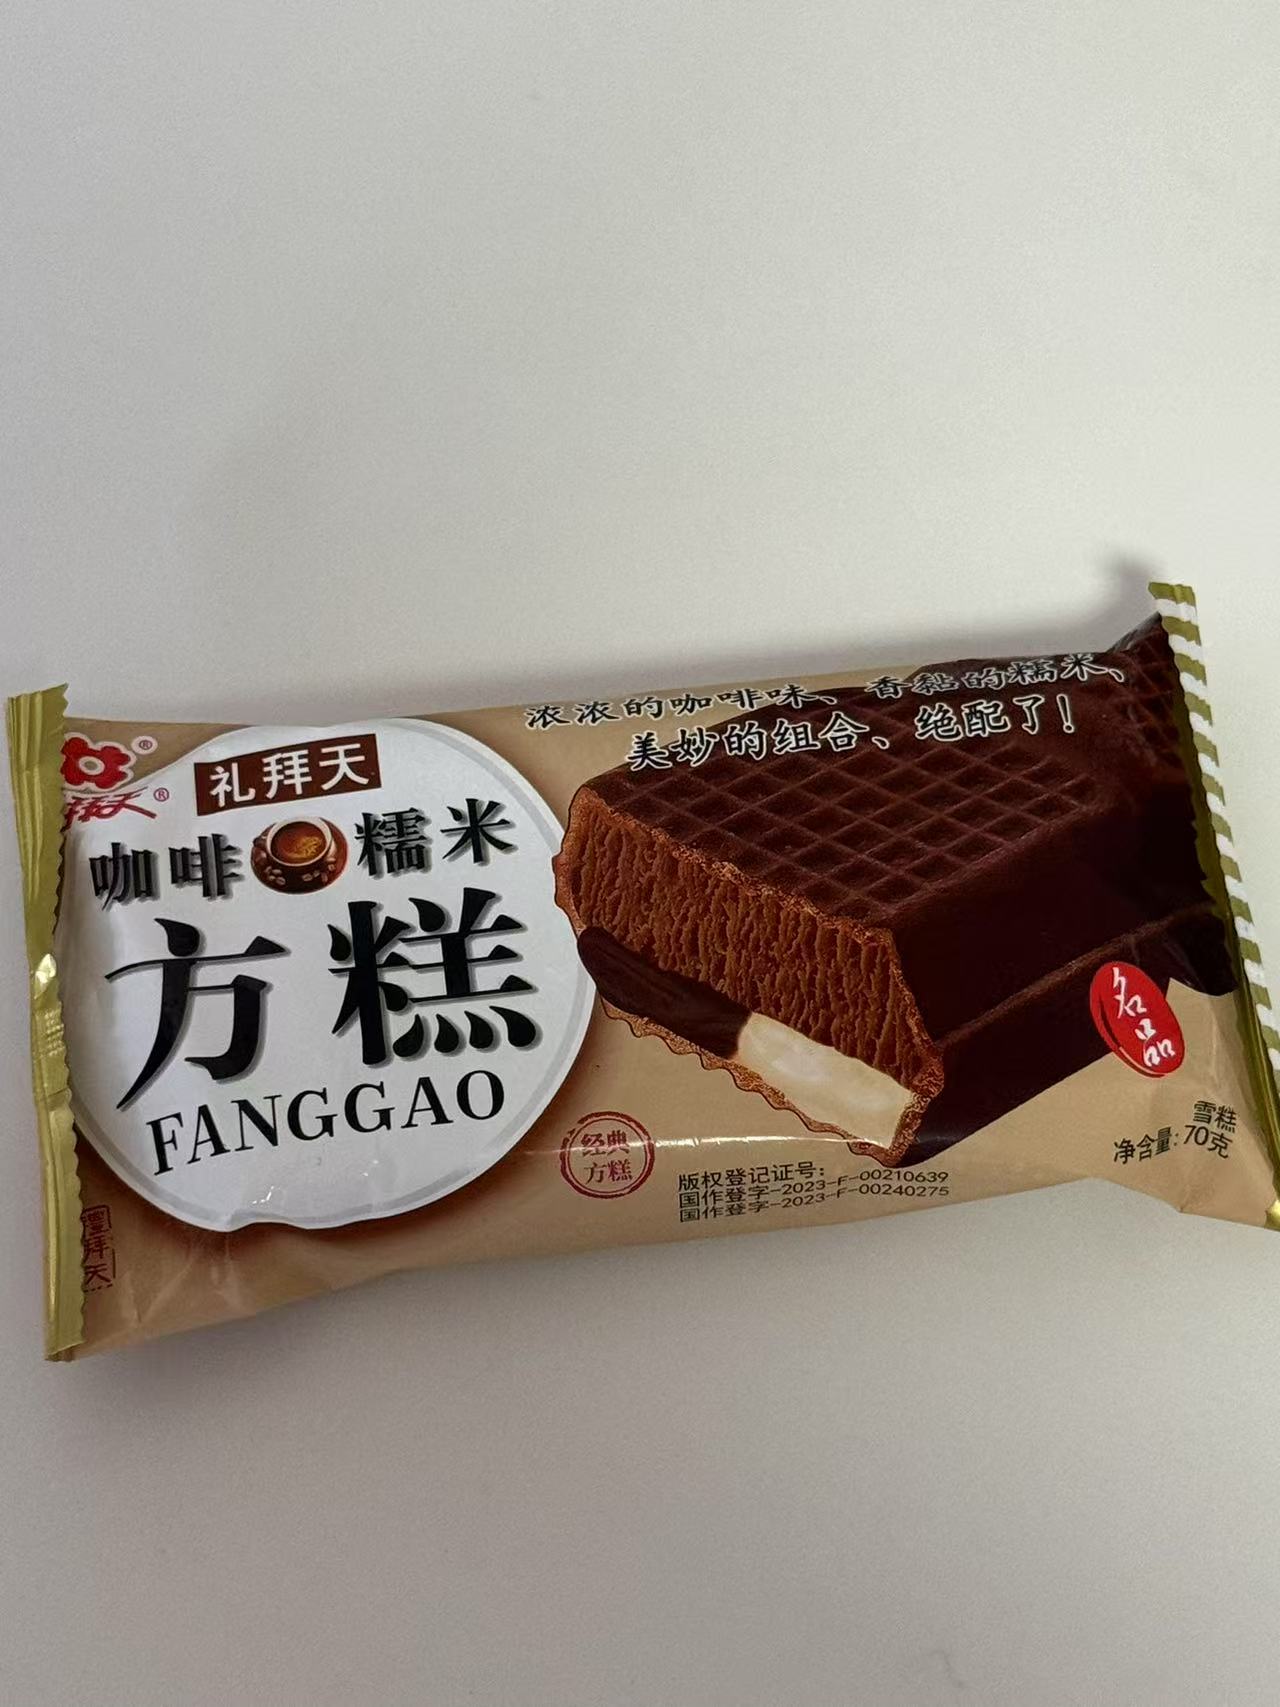 浓浓的咖啡味、香黏的糯米、
美妙的组合、绝配了！
®
拜天®
礼拜天
咖啡 糯米
方糕
FANGGAO
名品
经典
方糕
雪糕
净含量：70克
版权登记证号：
国作登字-2023-F-00210639
国作登字-2023-F-00240275
拜天